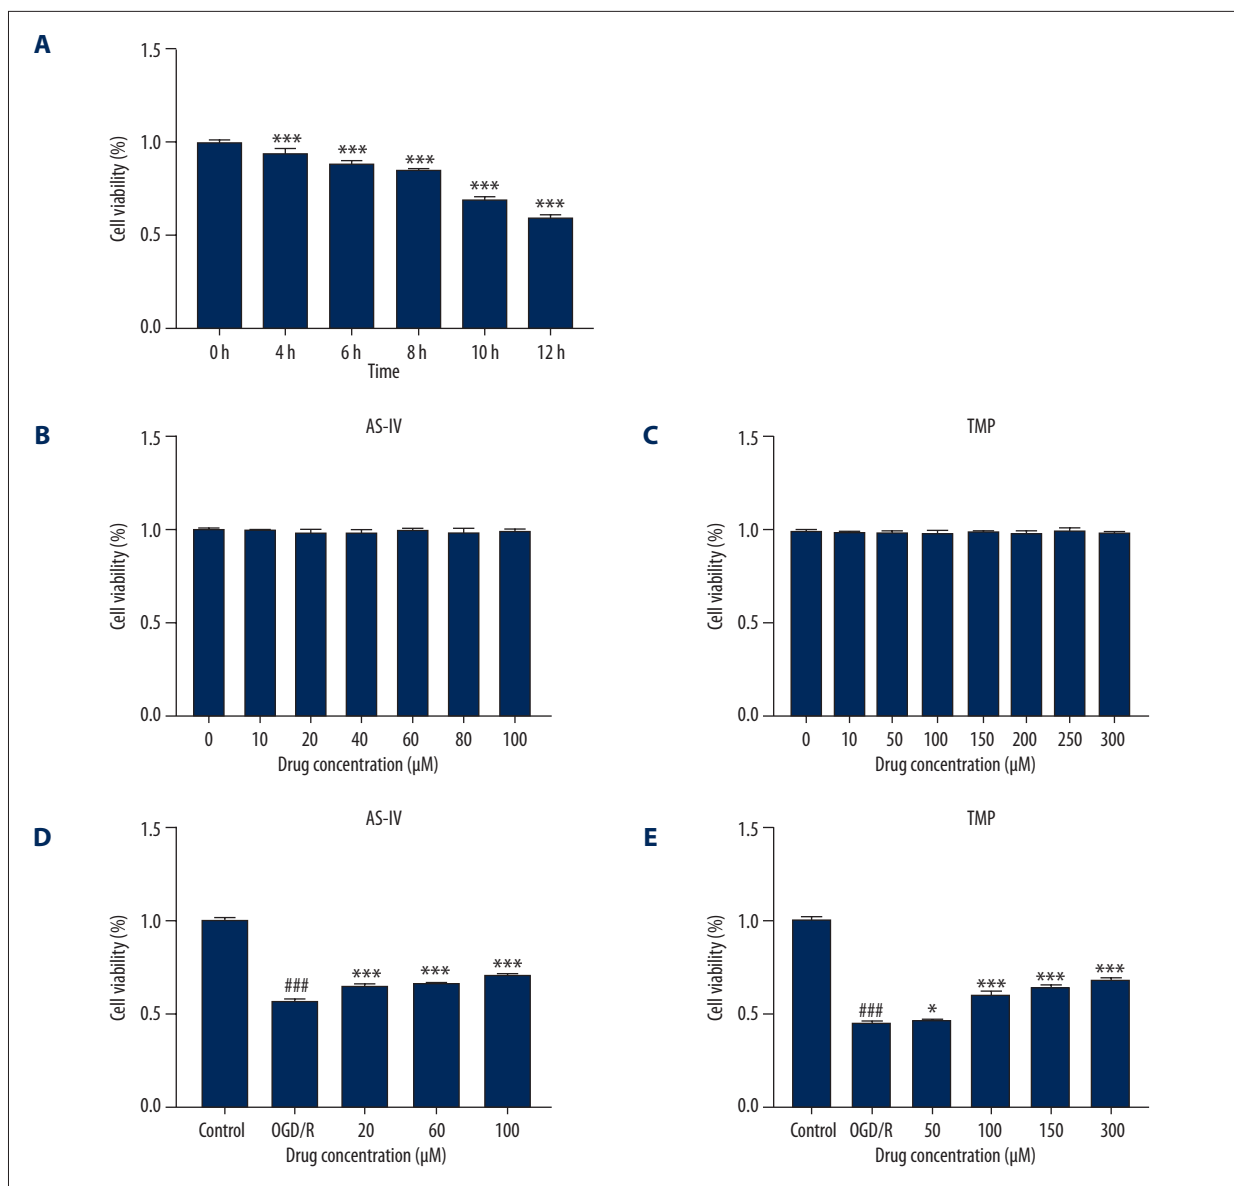 A
1.5
1.0
0.5
0.0
Cell viability (%)
*** *** *** *** ***
0 h 4 h 6 h 8 h 10 h 12 h
Time
B
AS-IV
1.5
1.0
0.5
0.0
Cell viability (%)
0 10 20 40 60 80 100
Drug concentration (µM)
C
TMP
1.5
1.0
0.5
0.0
Cell viability (%)
0 10 50 100 150 200 250 300
Drug concentration (µM)
D
AS-IV
1.5
1.0
0.5
0.0
Cell viability (%)
### *** *** ***
Control OGD/R 20 60 100
Drug concentration (µM)
E
TMP
1.5
1.0
0.5
0.0
Cell viability (%)
### * *** *** ***
Control OGD/R 50 100 150 300
Drug concentration (µM)